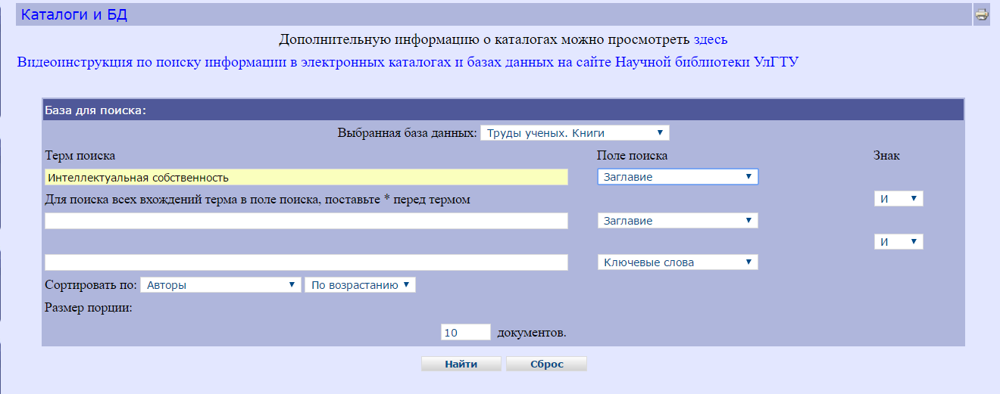 Каталоги и БД
Дополнительную информацию о каталогах можно просмотреть здесь
Видеоинструкция по поиску информации в электронных каталогах и базах данных на сайте Научной библиотеки УлГТУ
База для поиска:
Выбранная база данных: Труды ученых. Книги
Терм поиска Поле поиска Знак
Интеллектуальная собственность Заглавие
Для поиска всех вхождений терма в поле поиска, поставьте * перед термом И
Заглавие
И
Ключевые слова
Сортировать по: Авторы По возрастанию
Размер порции:
10 документов.
Найти Сброс